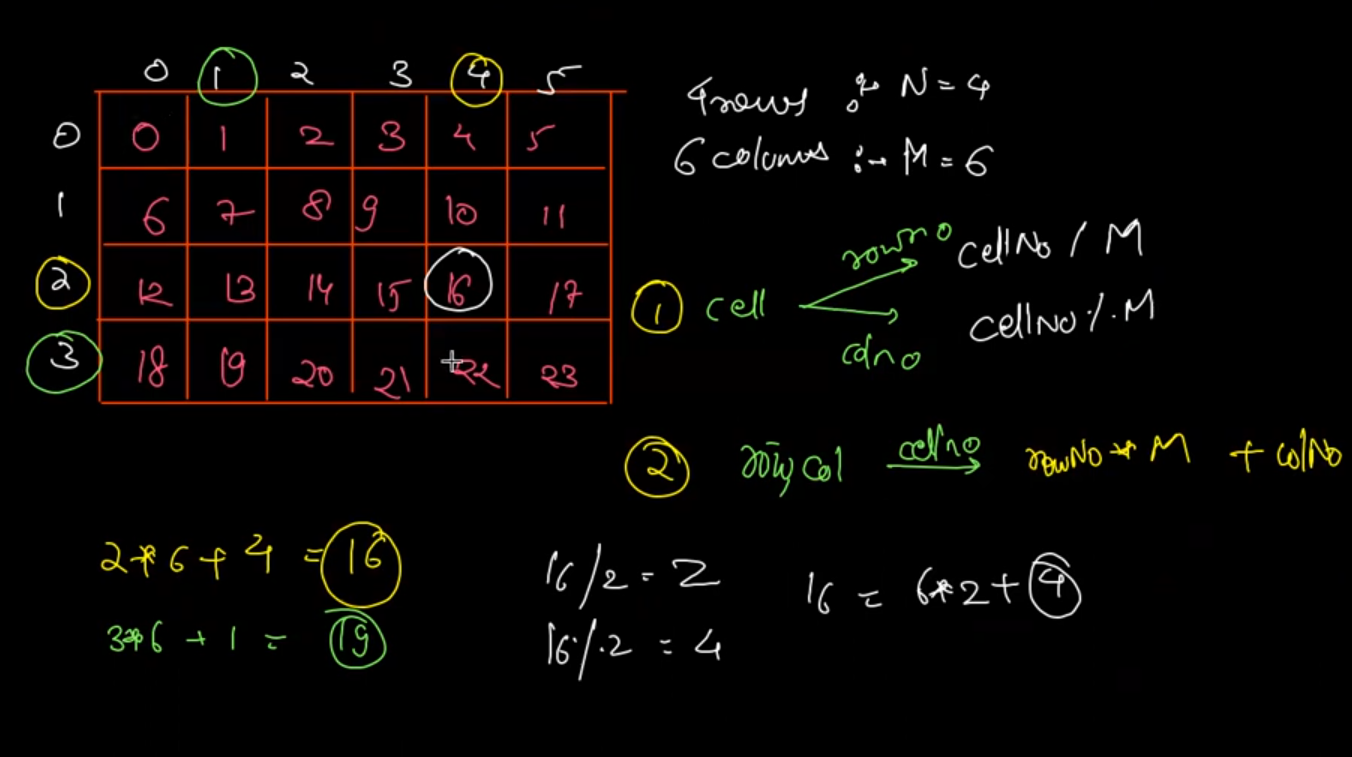 0 1 2 3 4 5
0 0 1 2 3 4 5
1 6 7 8 9 10 11
2 12 13 14 15 16 17
3 18 19 20 21 22 23
4 rows :- N = 4
6 columns :- M = 6
rowno cellNo / M
1 cell
colno cellNo % M
2 row, col cellno rowNo * M + colNo
2*6 + 4 = 16
3*6 + 1 = 19
16/2 = 2
16%2 = 4
16 = 6*2 + 4